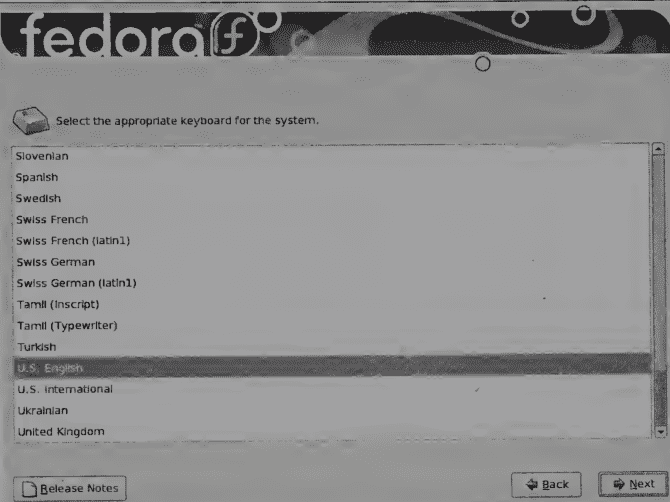 fedora
Select the appropriate keyboard for the system.
Slovenian
Spanish
Swedish
Swiss French
Swiss French (latin1)
Swiss German
Swiss German (latin1)
Tamil (Inscript)
Tamil (Typewriter)
Turkish
U.S. English
U.S. International
Ukrainian
United Kingdom
Release Notes
Back
Next